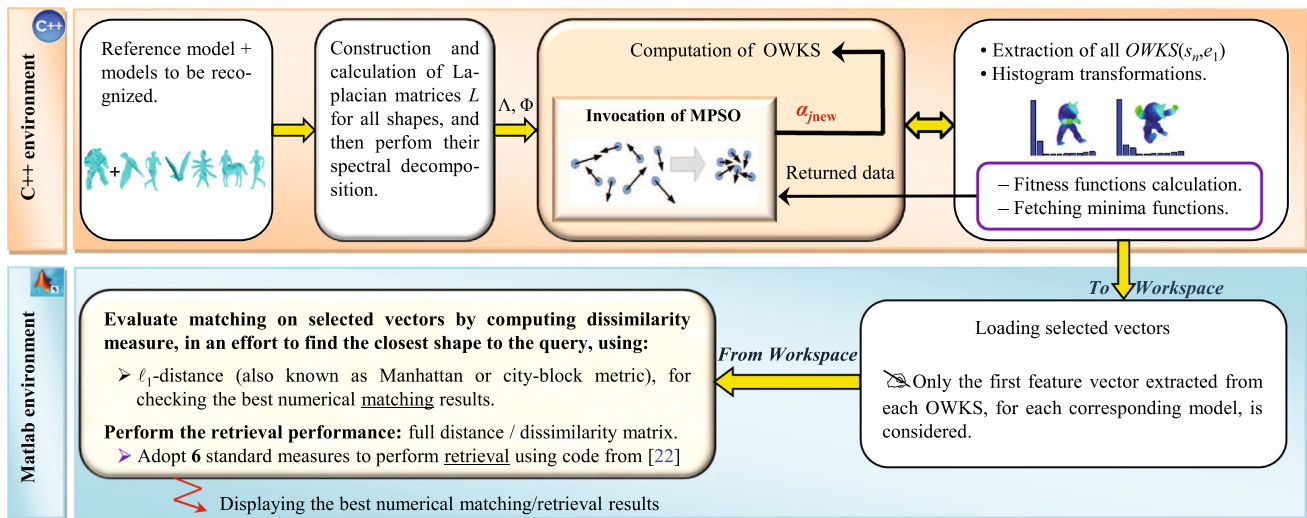 C++ environment
C++
Reference model +
models to be reco-
gnized.
+
Construction and
calculation of La-
placian matrices L
for all shapes, and
then perfom their
spectral decompo-
sition.
Λ, Φ
Computation of OWKS
Invocation of MPSO
αjnew
Returned data
• Extraction of all OWKS(sn,e1)
• Histogram transformations.
– Fitness functions calculation.
– Fetching minima functions.
To Workspace
Matlab environment
Loading selected vectors
Only the first feature vector extracted from
each OWKS, for each corresponding model, is
considered.
From Workspace
Evaluate matching on selected vectors by computing dissimilarity
measure, in an effort to find the closest shape to the query, using:
➢ ℓ1-distance (also known as Manhattan or city-block metric), for
checking the best numerical matching results.
Perform the retrieval performance: full distance / dissimilarity matrix.
➢ Adopt 6 standard measures to perform retrieval using code from [22]
Displaying the best numerical matching/retrieval results